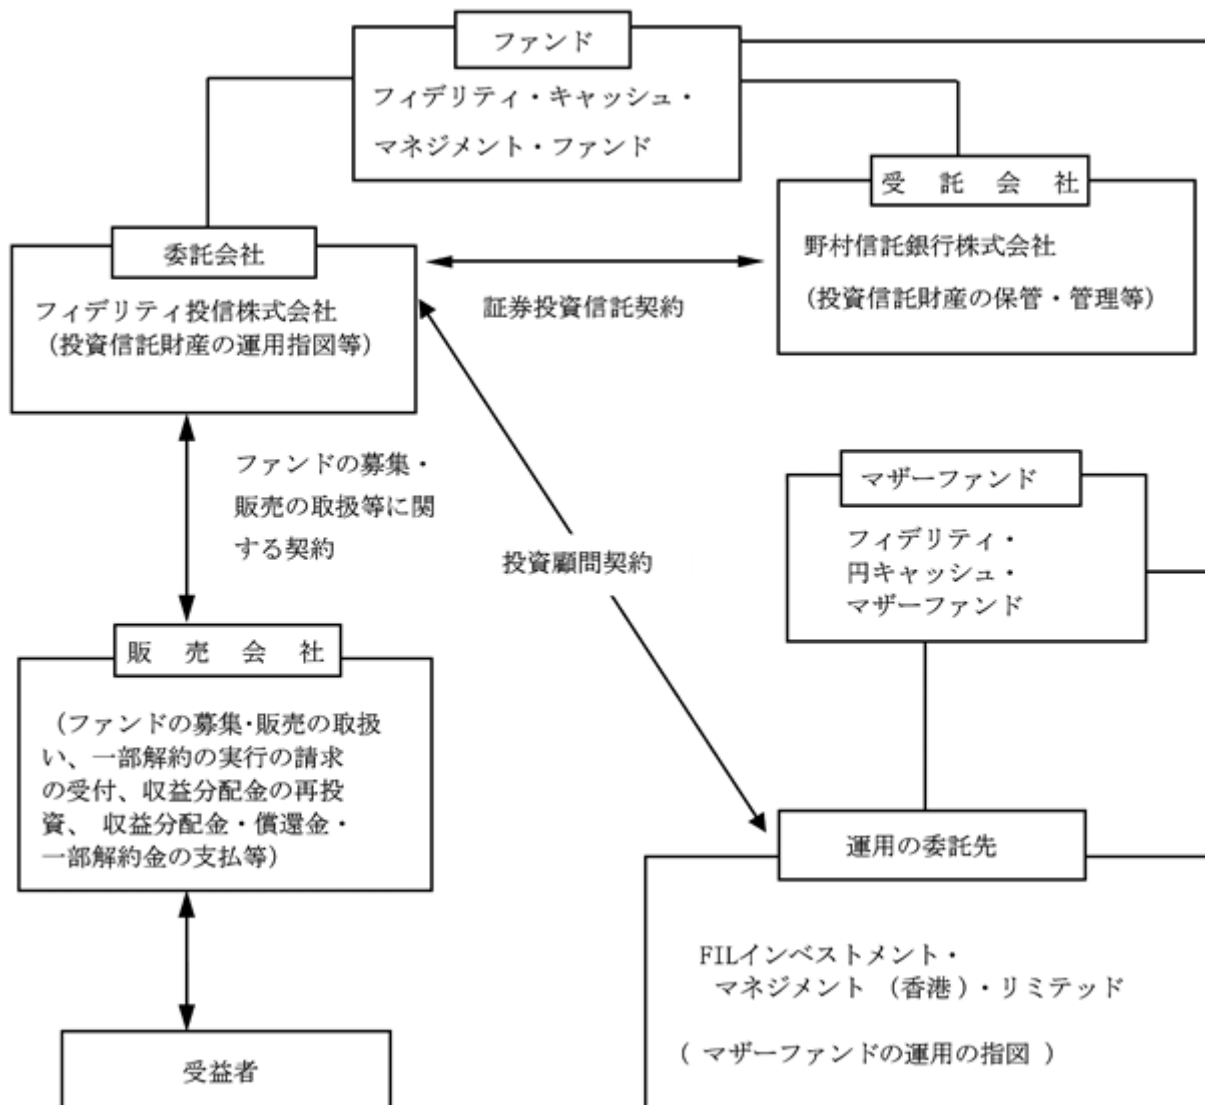 ファンド
フィデリティ・キャッシュ・
マネジメント・ファンド
受託会社
野村信託銀行株式会社
(投資信託財産の保管・管理等)
委託会社
フィデリティ投信株式会社
(投資信託財産の運用指図等)
証券投資信託契約
ファンドの募集・
販売の取扱等に関
する契約
投資顧問契約
マザーファンド
フィデリティ・
円キャッシュ・
マザーファンド
販売会社
(ファンドの募集・販売の取扱
い、一部解約の実行の請求
の受付、収益分配金の再投
資、 収益分配金・償還金・
一部解約金の支払等)
運用の委託先
FILインベストメント・
マネジメント (香港)・リミテッド
( マザーファンドの運用の指図 )
受益者